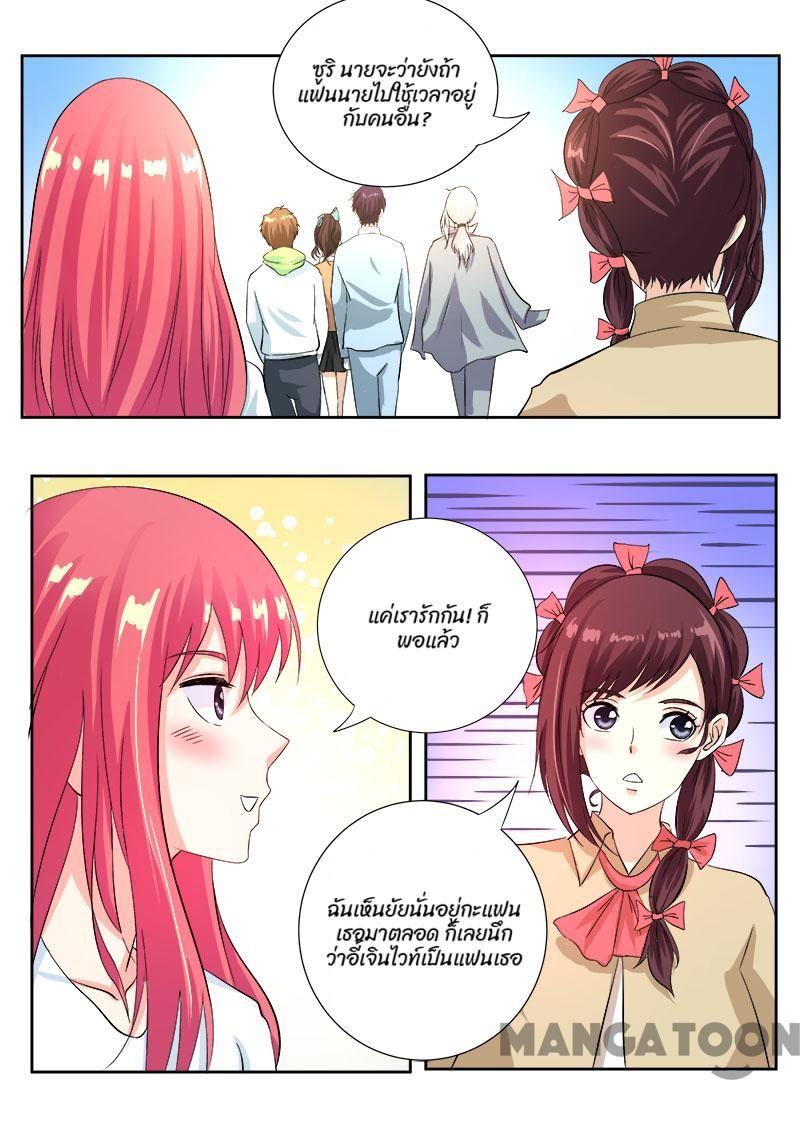 ซูริ นายจะว่ายังถ้า
แฟนนายไปใช้เวลาอยู่
กับคนอื่น?
แค่เรารักกัน! ก็
พอแล้ว
ฉันเห็นยัยนั่นอยู่กะแฟน
เธอมาตลอด ก็เลยนึก
ว่าอี้เจินไวท์เป็นแฟนเธอ
MANGATOON